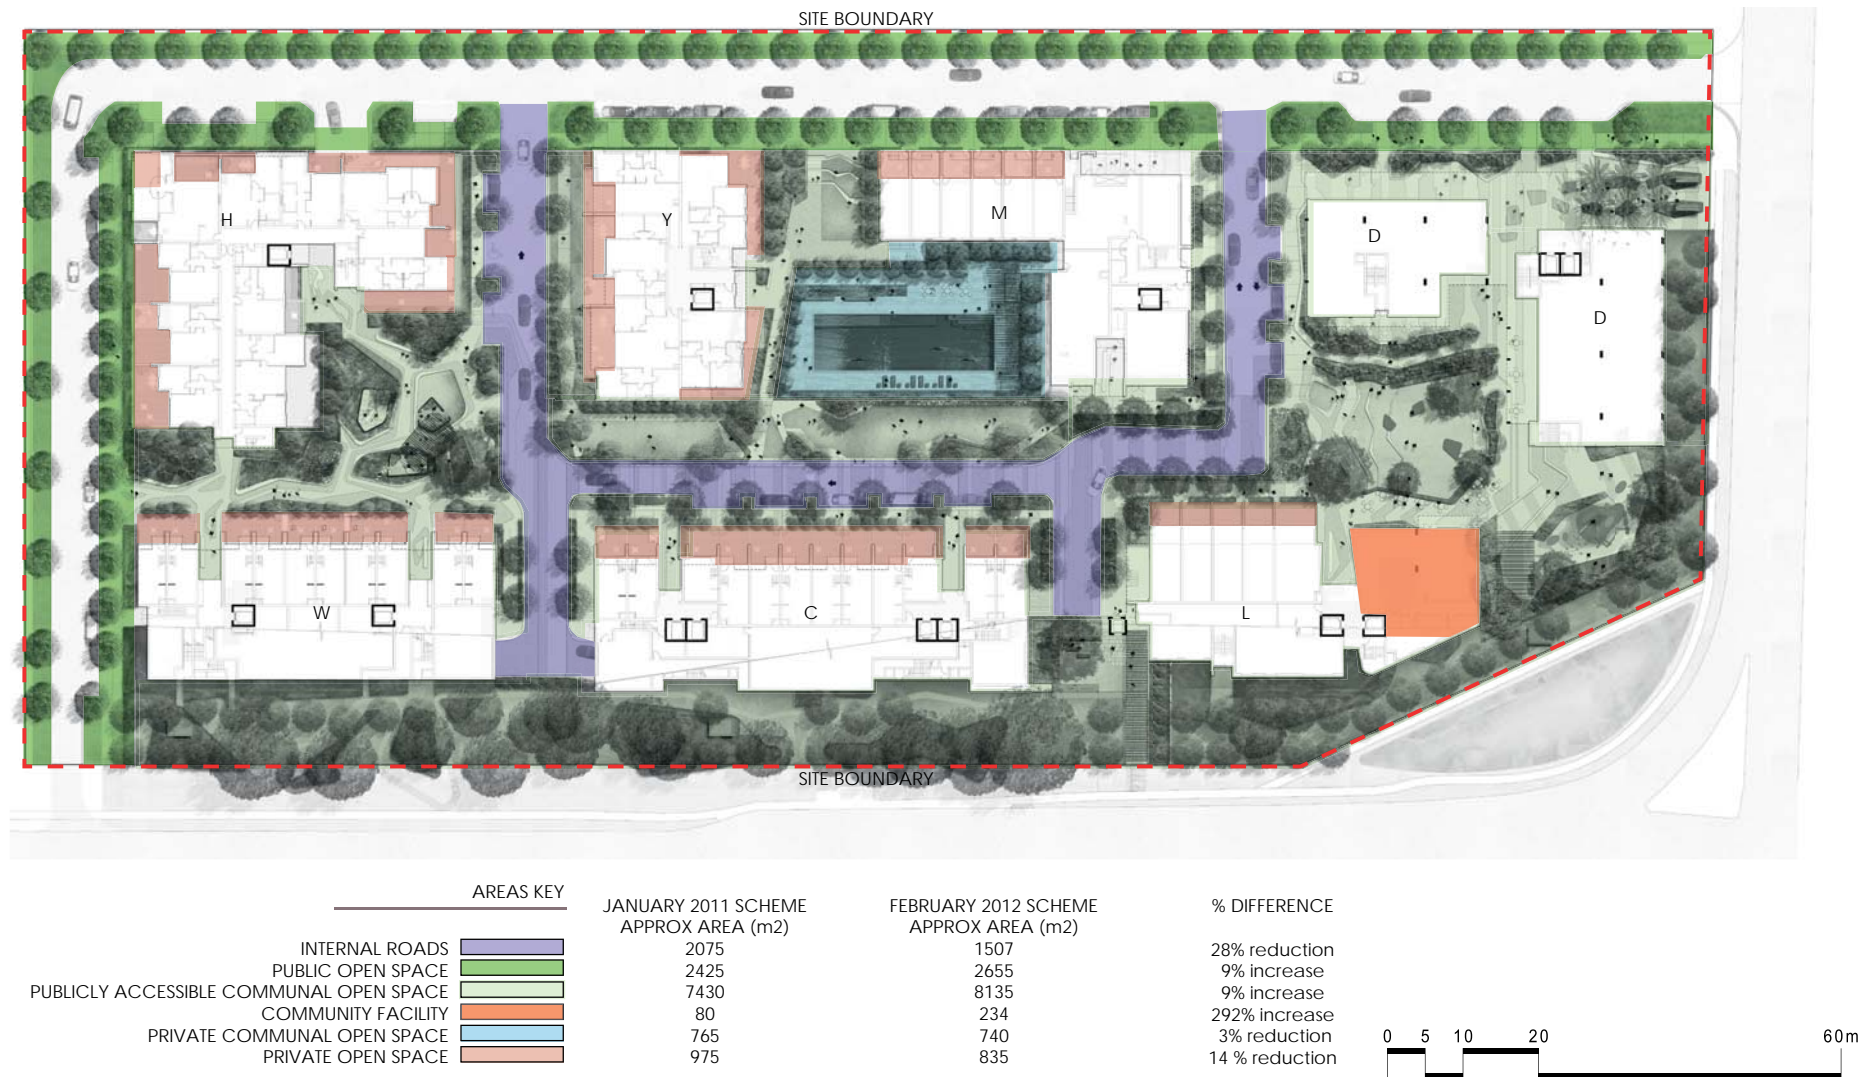 SITE BOUNDARY
H
Y
M
D
D
W
C
L
SITE BOUNDARY
AREAS KEY
JANUARY 2011 SCHEME
APPROX AREA (m2)
FEBRUARY 2012 SCHEME
APPROX AREA (m2)
% DIFFERENCE
INTERNAL ROADS 2075 1507 28% reduction
PUBLIC OPEN SPACE 2425 2655 9% increase
PUBLICLY ACCESSIBLE COMMUNAL OPEN SPACE 7430 8135 9% increase
COMMUNITY FACILITY 80 234 292% increase
PRIVATE COMMUNAL OPEN SPACE 765 740 3% reduction
PRIVATE OPEN SPACE 975 835 14 % reduction
0 5 10 20 60m